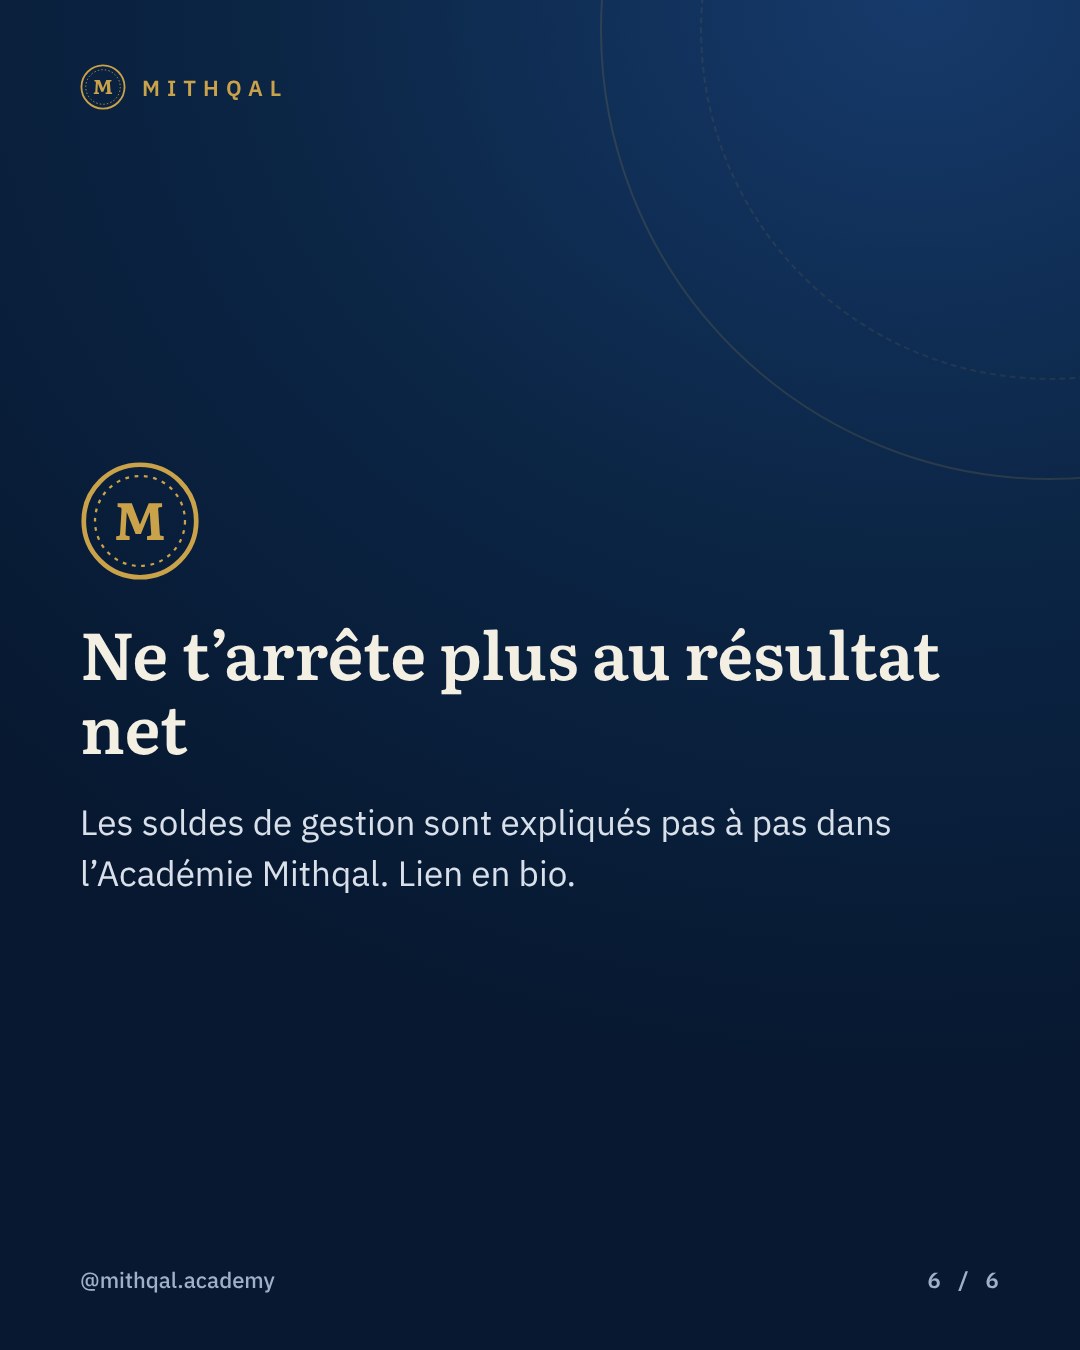 M MITHQAL
M
Ne t’arrête plus au résultat
net
Les soldes de gestion sont expliqués pas à pas dans
l’Académie Mithqal. Lien en bio.
@mithqal.academy 6 / 6